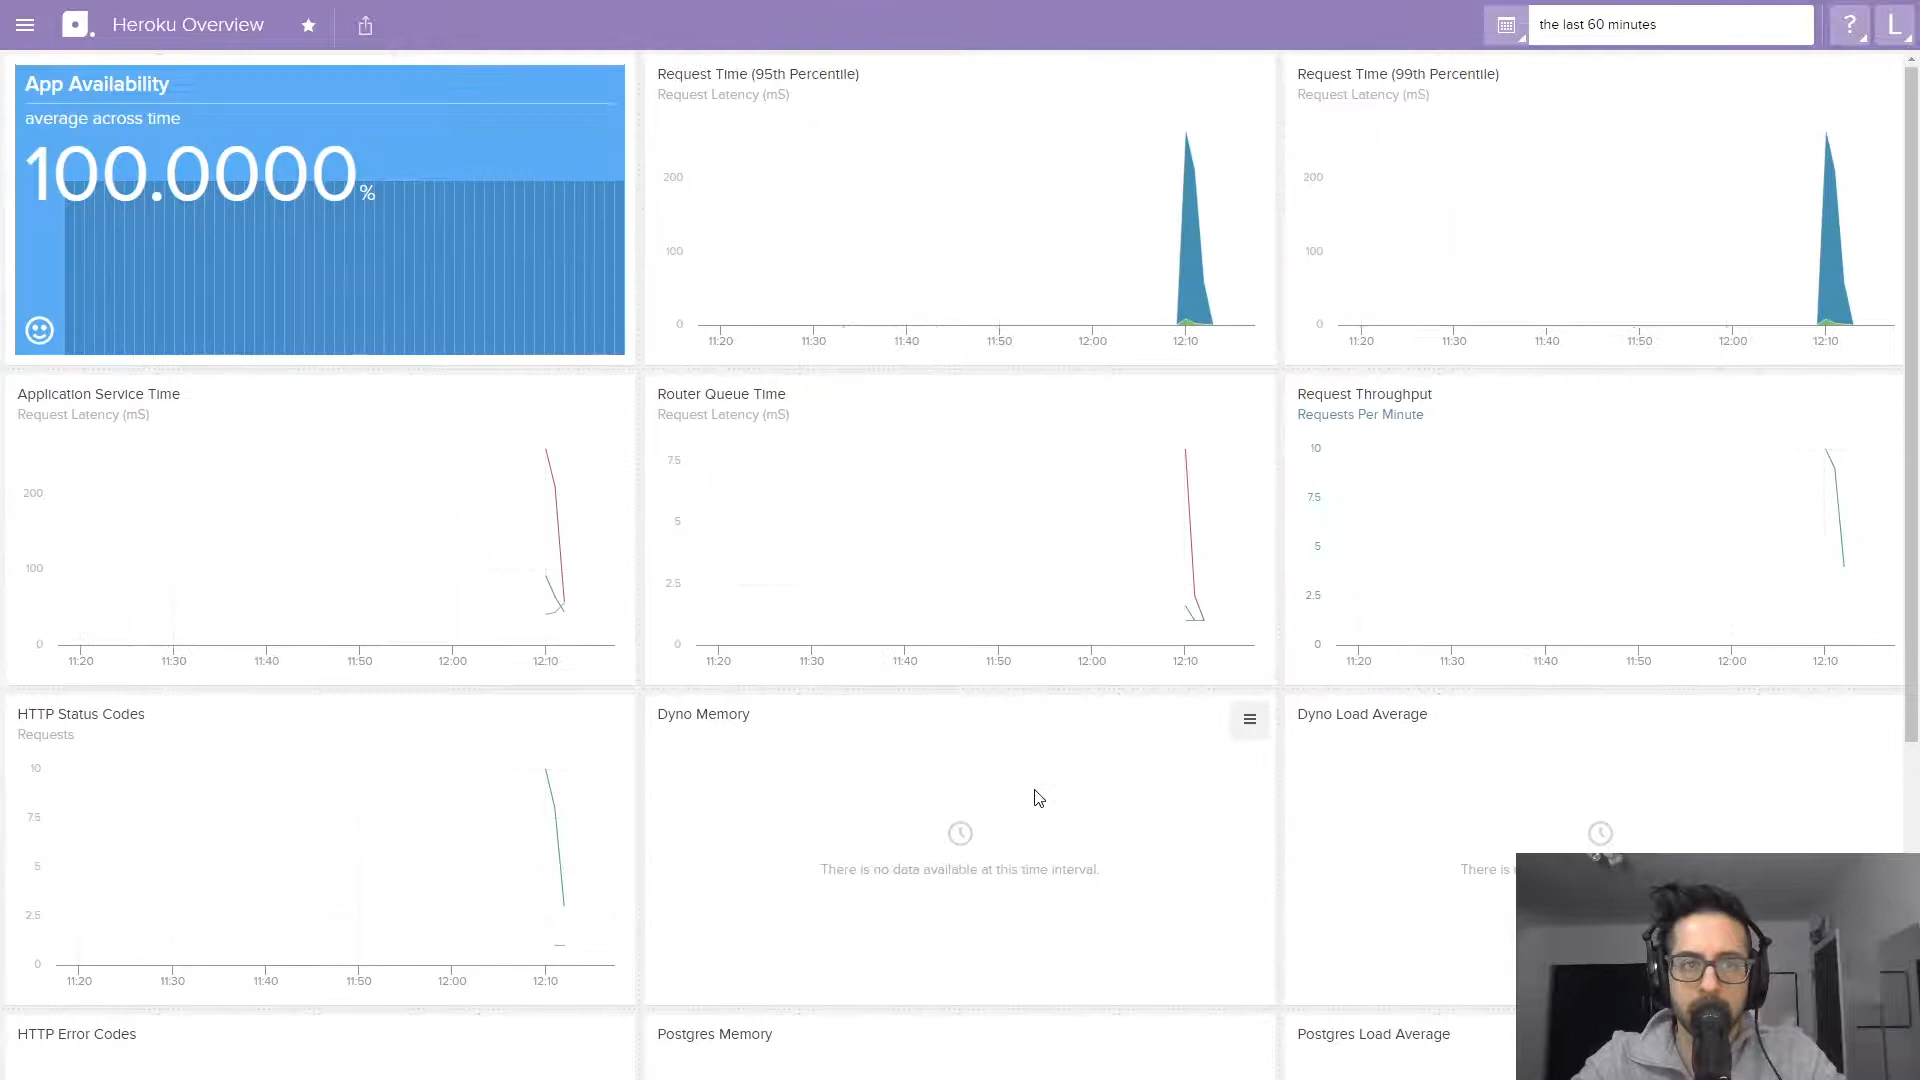 Heroku Overview
the last 60 minutes
?
L
App Availability
average across time
100.0000%
Request Time (95th Percentile)
Request Latency (mS)
200
100
0
11:20 11:30 11:40 11:50 12:00 12:10
Request Time (99th Percentile)
Request Latency (mS)
200
100
0
11:20 11:30 11:40 11:50 12:00 12:10
Application Service Time
Request Latency (mS)
200
100
0
11:20 11:30 11:40 11:50 12:00 12:10
Router Queue Time
Request Latency (mS)
7.5
5
2.5
0
11:20 11:30 11:40 11:50 12:00 12:10
Request Throughput
Requests Per Minute
10
7.5
5
2.5
0
11:20 11:30 11:40 11:50 12:00 12:10
HTTP Status Codes
Requests
10
7.5
5
2.5
0
11:20 11:30 11:40 11:50 12:00 12:10
Dyno Memory
There is no data available at this time interval.
Dyno Load Average
There is
HTTP Error Codes
Postgres Memory
Postgres Load Average